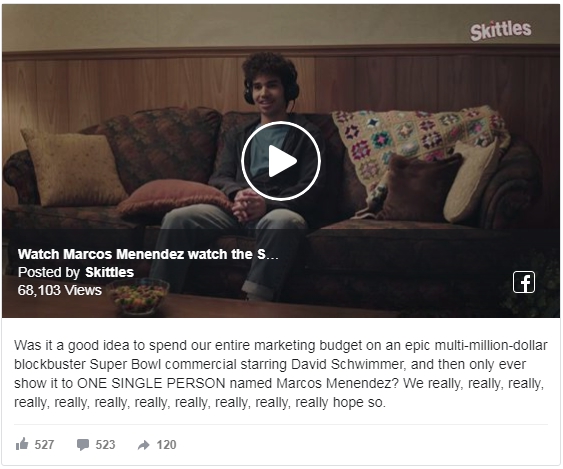 Skittles
Watch Marcos Menendez watch the S...
Posted by Skittles
68,103 Views
Was it a good idea to spend our entire marketing budget on an epic multi-million-dollar
blockbuster Super Bowl commercial starring David Schwimmer, and then only ever
show it to ONE SINGLE PERSON named Marcos Menendez? We really, really, really,
really, really, really, really, really, really, really, really hope so.
527 523 120